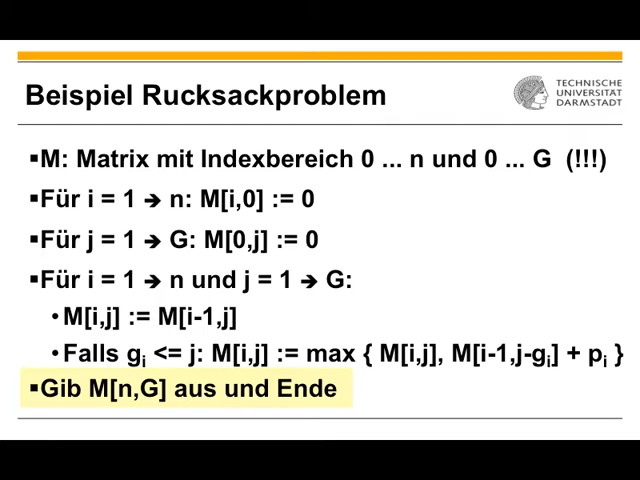 Beispiel Rucksackproblem
TECHNISCHE
UNIVERSITÄT
DARMSTADT
▪M: Matrix mit Indexbereich 0 ... n und 0 ... G (!!!)
▪Für i = 1 ➔ n: M[i,0] := 0
▪Für j = 1 ➔ G: M[0,j] := 0
▪Für i = 1 ➔ n und j = 1 ➔ G:
•M[i,j] := M[i-1,j]
•Falls gᵢ <= j: M[i,j] := max { M[i,j], M[i-1,j-gᵢ] + pᵢ }
▪Gib M[n,G] aus und Ende